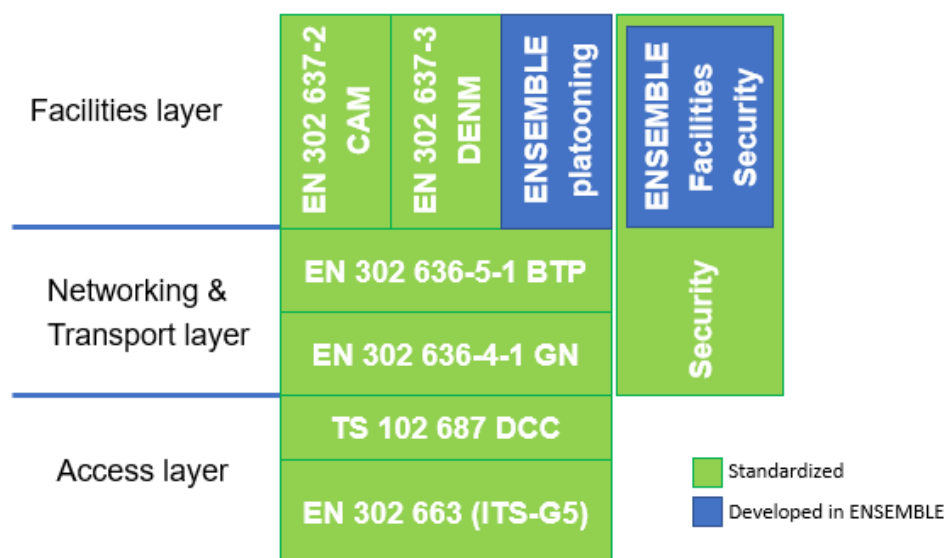 Facilities layer
EN 302 637-2
CAM
EN 302 637-3
DENM
ENSEMBLE
platooning
ENSEMBLE
Facilities
Security
Networking &
Transport layer
EN 302 636-5-1 BTP
EN 302 636-4-1 GN
Security
Access layer
TS 102 687 DCC
EN 302 663 (ITS-G5)
Standardized
Developed in ENSEMBLE